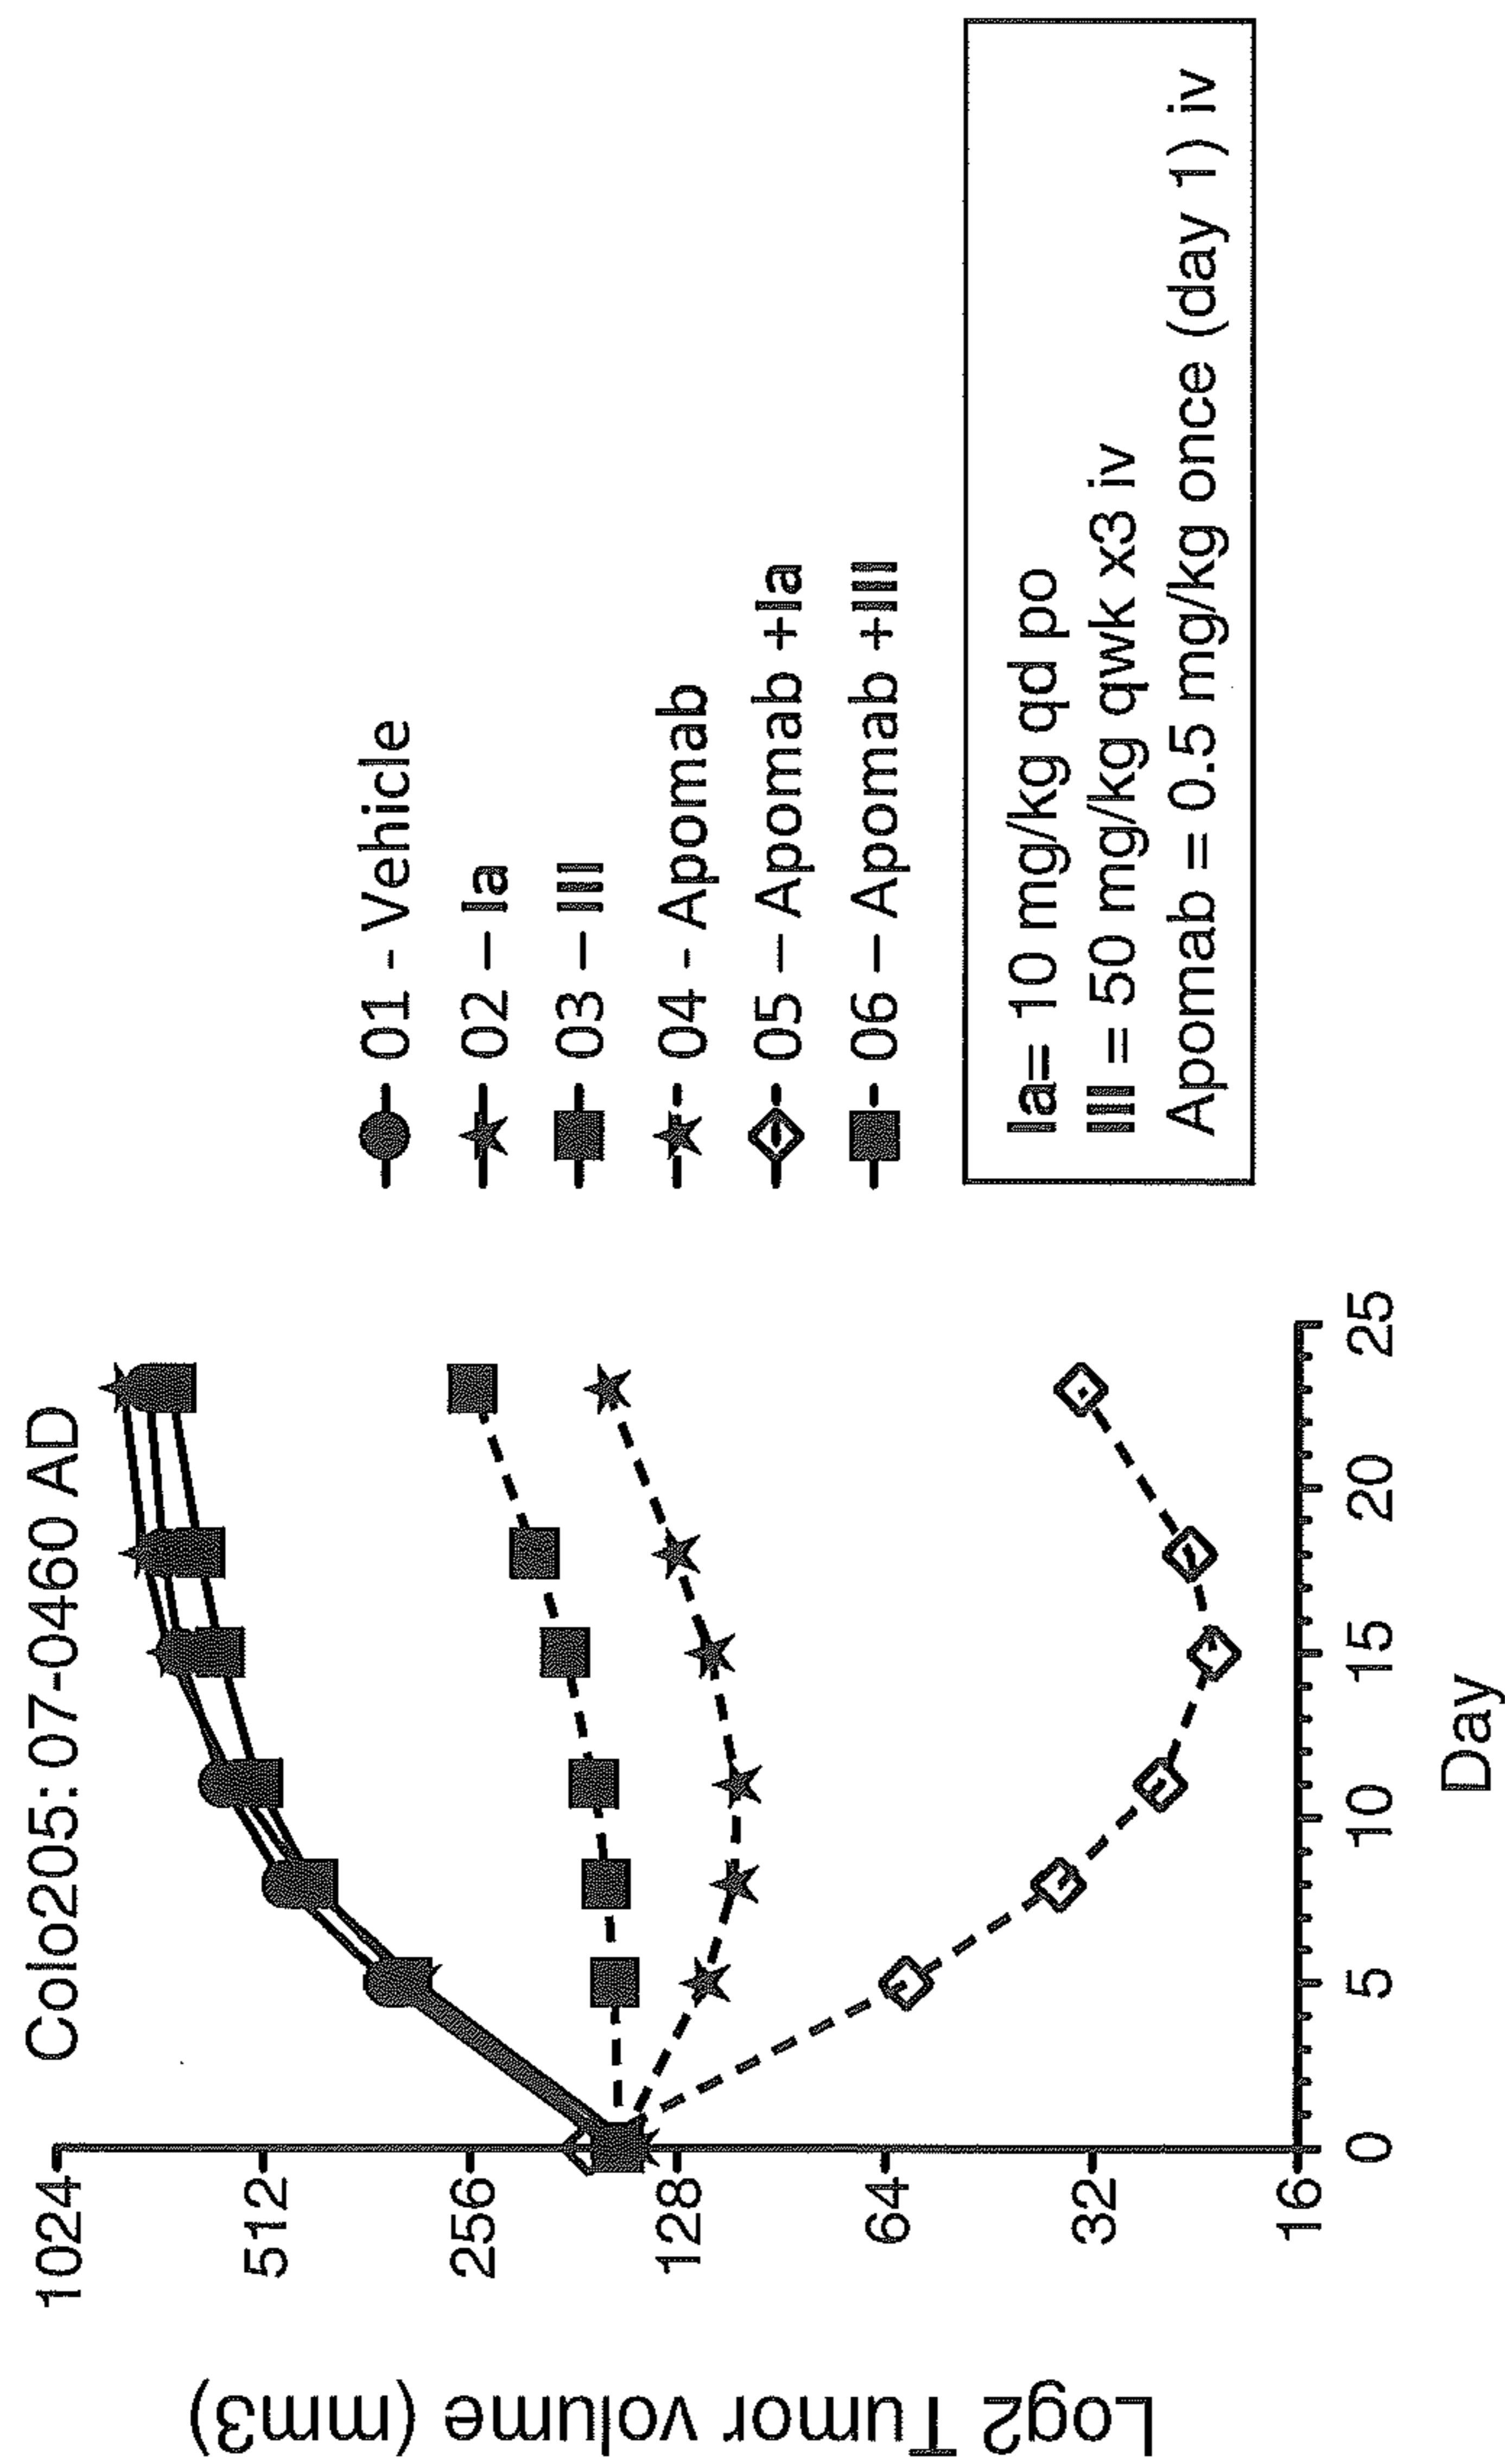 Colo205: 07-0460 AD
Log2 Tumor volume (mm3)
1024
512
256
128
64
32
16
0
5
10
15
20
25
Day
01 - Vehicle
02 – Ia
03 – III
04 - Apomab
05 – Apomab +Ia
06 – Apomab +III
Ia= 10 mg/kg qd po
III = 50 mg/kg qwk x3 iv
Apomab = 0.5 mg/kg once (day 1) iv